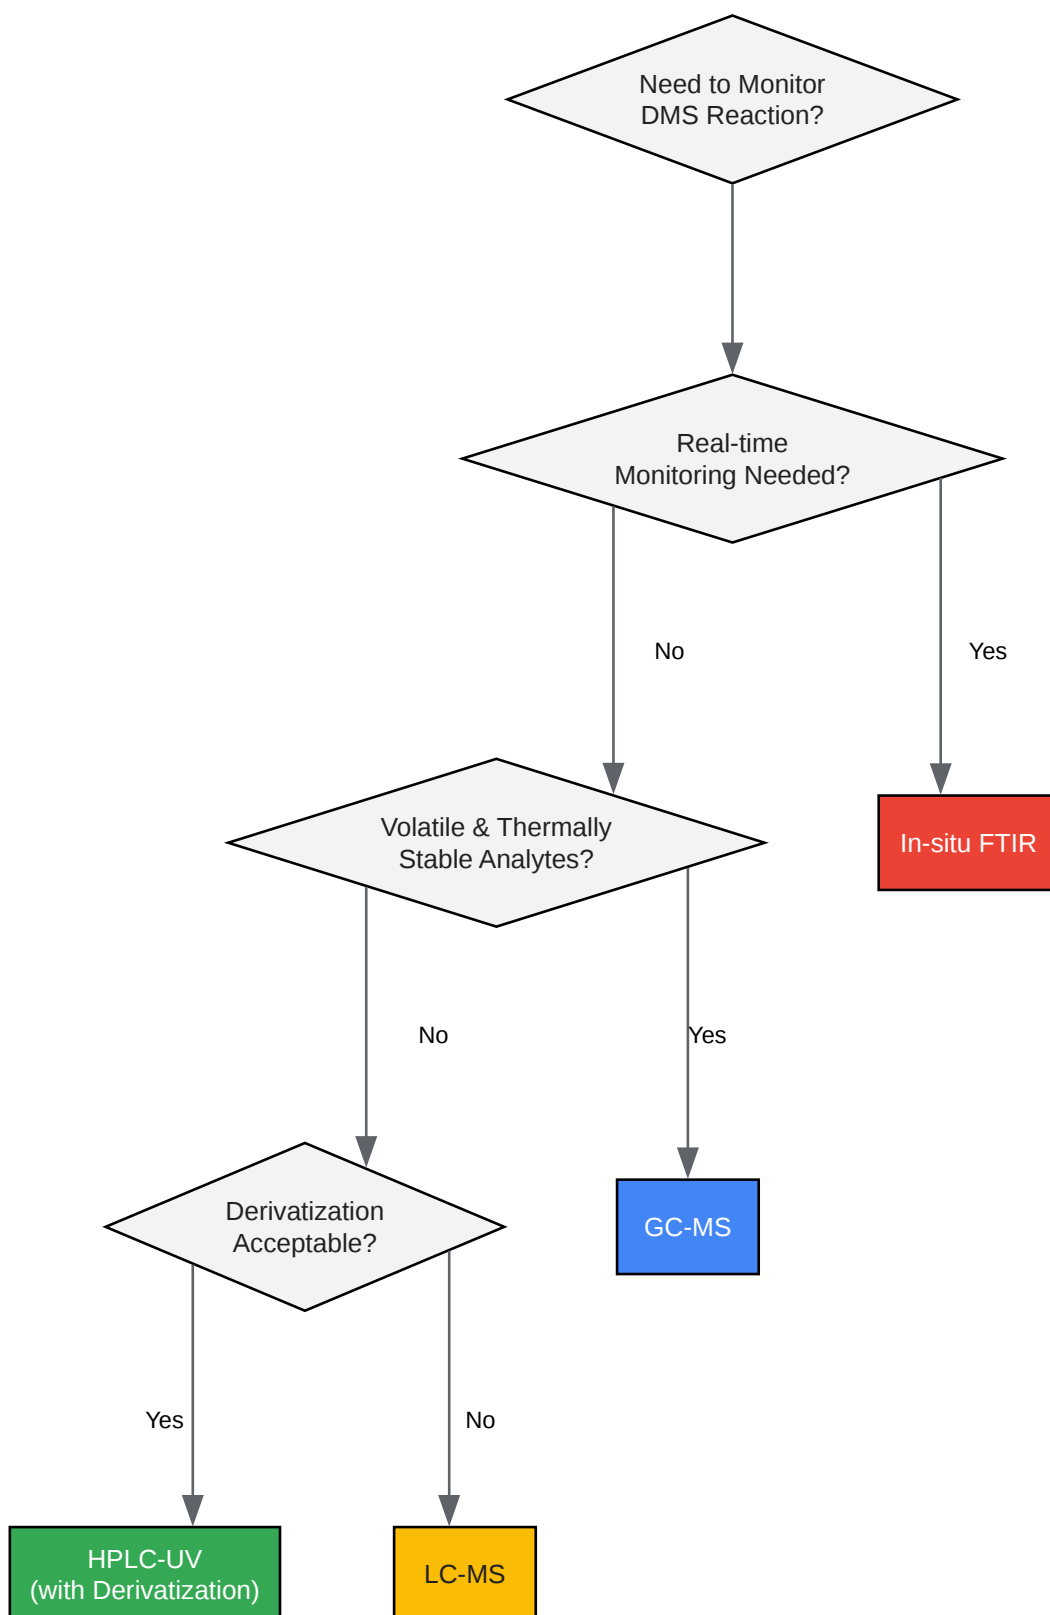 Need to Monitor
DMS Reaction?
Real-time
Monitoring Needed?
No
Yes
Volatile & Thermally
Stable Analytes?
In-situ FTIR
No
Yes
Derivatization
Acceptable?
GC-MS
Yes
No
HPLC-UV
(with Derivatization)
LC-MS